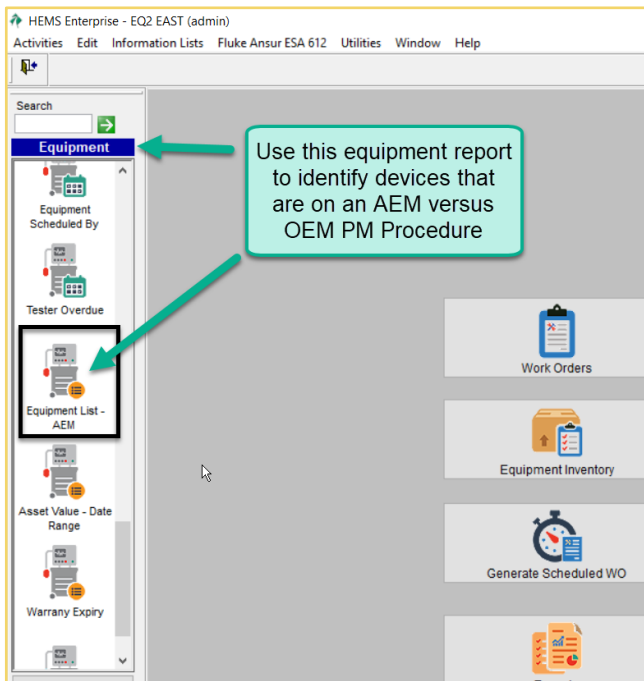 HEMS Enterprise - EQ2 EAST (admin)
Activities Edit Information Lists Fluke Ansur ESA 612 Utilities Window Help
Search
Equipment
Equipment
Scheduled By
Tester Overdue
Equipment List -
AEM
Asset Value - Date
Range
Warrany Expiry
Use this equipment report
to identify devices that
are on an AEM versus
OEM PM Procedure
Work Orders
Equipment Inventory
Generate Scheduled WO